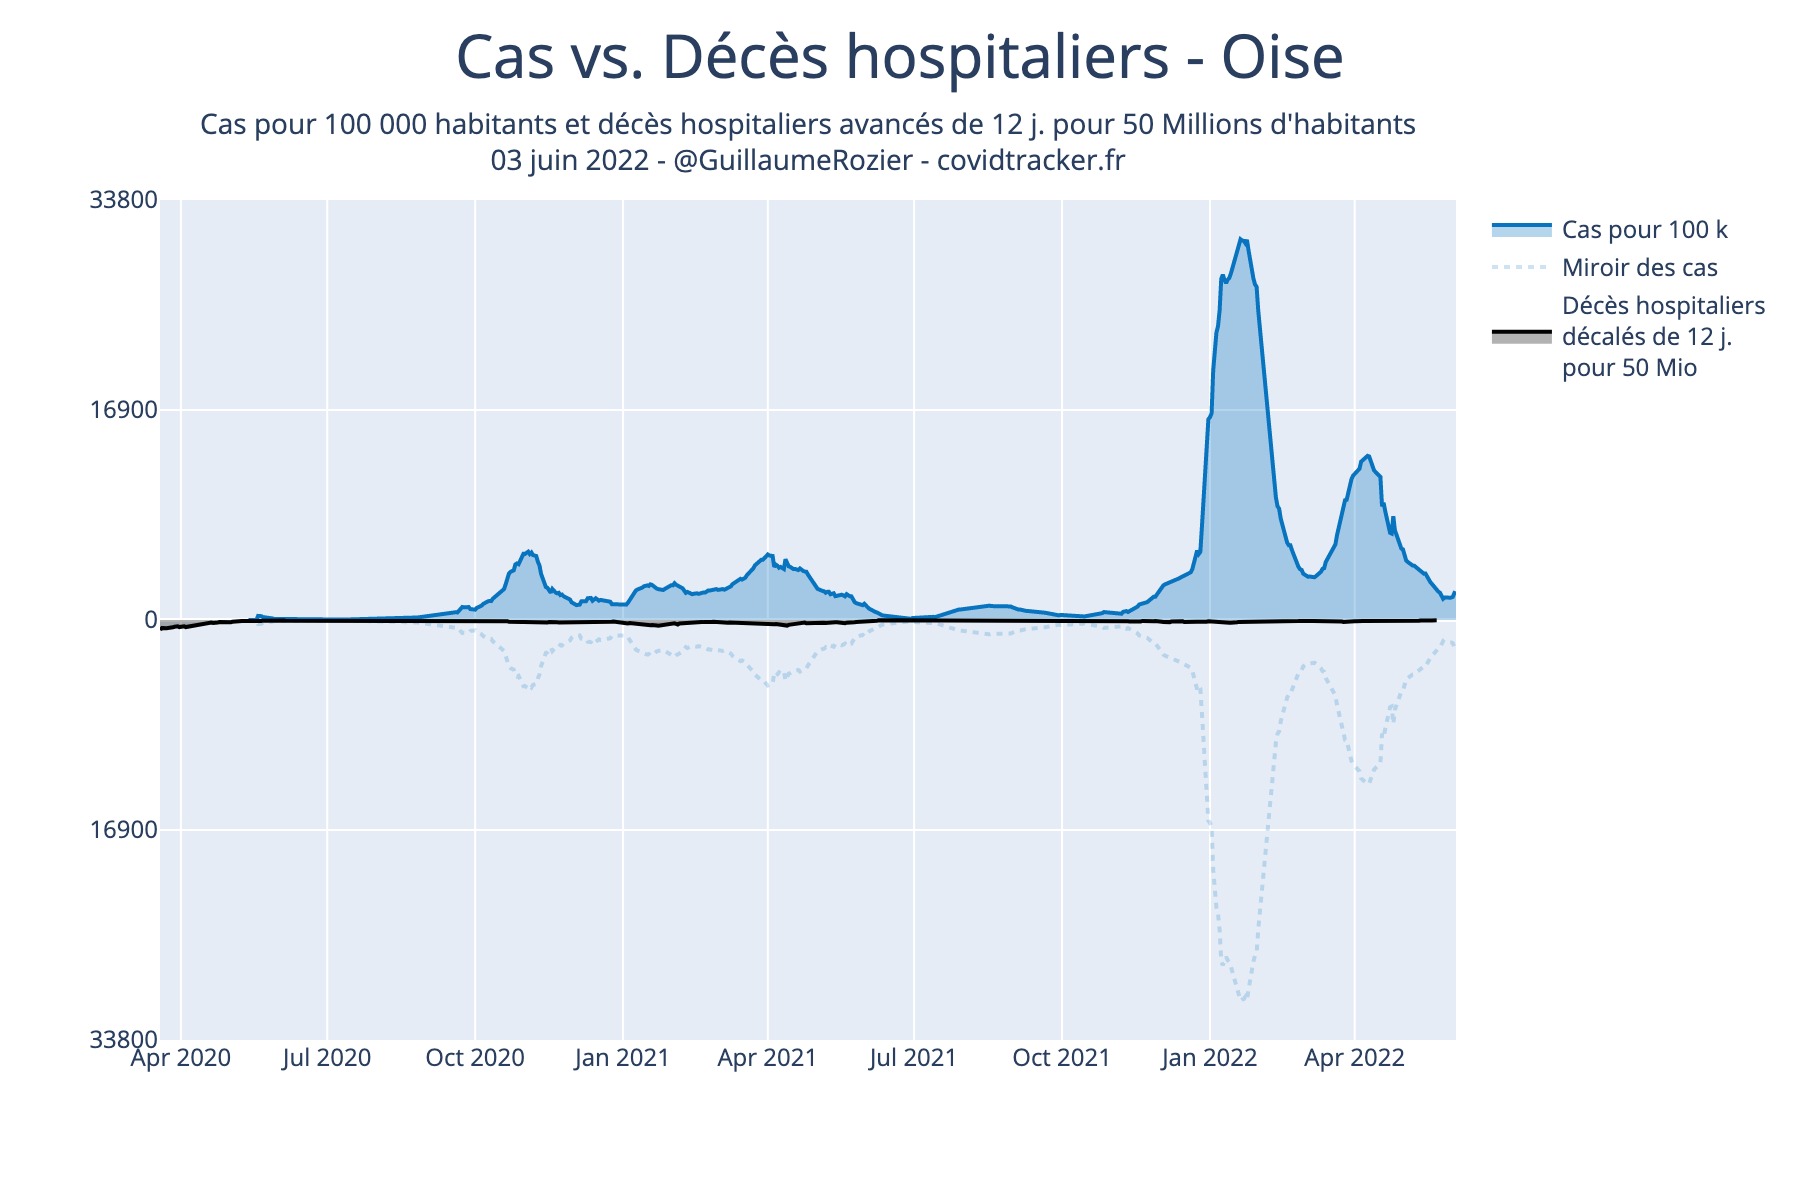 Cas vs. Décès hospitaliers - Oise
Cas pour 100 000 habitants et décès hospitaliers avancés de 12 j. pour 50 Millions d'habitants
03 juin 2022 - @GuillaumeRozier - covidtracker.fr
33800
16900
0
16900
33800
Apr 2020
Jul 2020
Oct 2020
Jan 2021
Apr 2021
Jul 2021
Oct 2021
Jan 2022
Apr 2022
Cas pour 100 k
Miroir des cas
Décès hospitaliers
décalés de 12 j.
pour 50 Mio